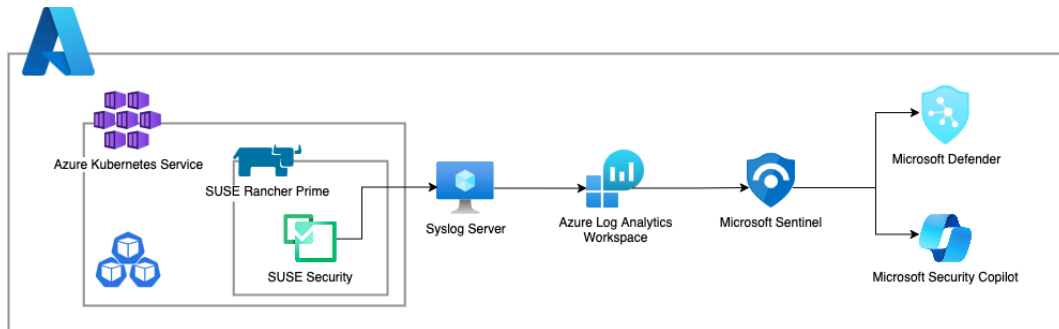 Azure Kubernetes Service
SUSE Rancher Prime
SUSE Security
Syslog Server
Azure Log Analytics
Workspace
Microsoft Sentinel
Microsoft Defender
Microsoft Security Copilot